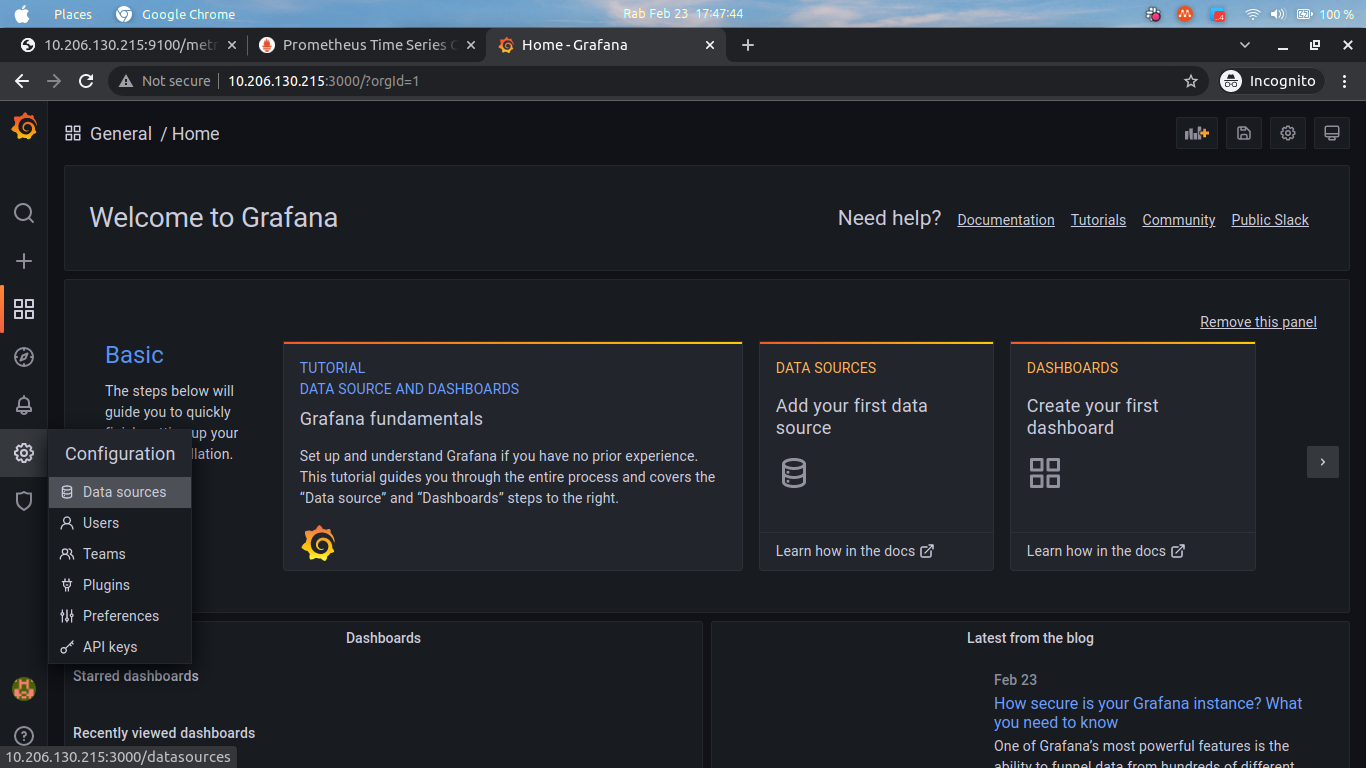 Places
Google Chrome
Rab Feb 23 17:47:44
100 %
10.206.130.215:9100/metr
Prometheus Time Series C
Home - Grafana
Not secure
10.206.130.215:3000/?orgId=1
Incognito
General / Home
Welcome to Grafana
Need help?
Documentation
Tutorials
Community
Public Slack
Remove this panel
Basic
The steps below will
guide you to quickly
up your
llation.
TUTORIAL
DATA SOURCE AND DASHBOARDS
Grafana fundamentals
Set up and understand Grafana if you have no prior experience.
This tutorial guides you through the entire process and covers the
“Data source” and “Dashboards” steps to the right.
DATA SOURCES
Add your first data
source
Learn how in the docs
DASHBOARDS
Create your first
dashboard
Learn how in the docs
Configuration
Data sources
Users
Teams
Plugins
Preferences
API keys
Dashboards
Starred dashboards
Recently viewed dashboards
Latest from the blog
Feb 23
How secure is your Grafana instance? What
you need to know
One of Grafana’s most powerful features is the
ability to funnel data from hundreds of different
10.206.130.215:3000/datasources